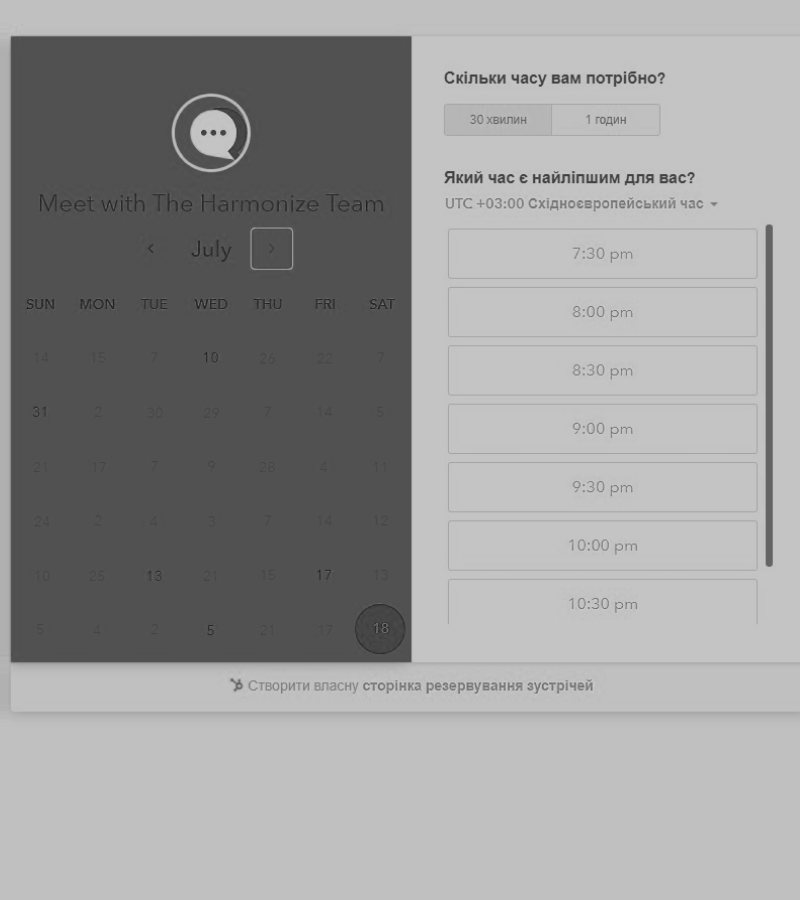 Meet with The Harmonize Team
July
SUN MON TUE WED THU FRI SAT
14 15 7 10 26 22 7
31 2 30 29 7 14 5
21 17 7 9 28 4 11
24 2 4 3 7 14 12
10 25 13 21 15 17 13
5 4 2 5 21 17 18
Скільки часу вам потрібно?
30 хвилин 1 годин
Який час є найліпшим для вас?
UTC +03:00 Східноєвропейський час
7:30 pm
8:00 pm
8:30 pm
9:00 pm
9:30 pm
10:00 pm
10:30 pm
Створити власну сторінка резервування зустрічей